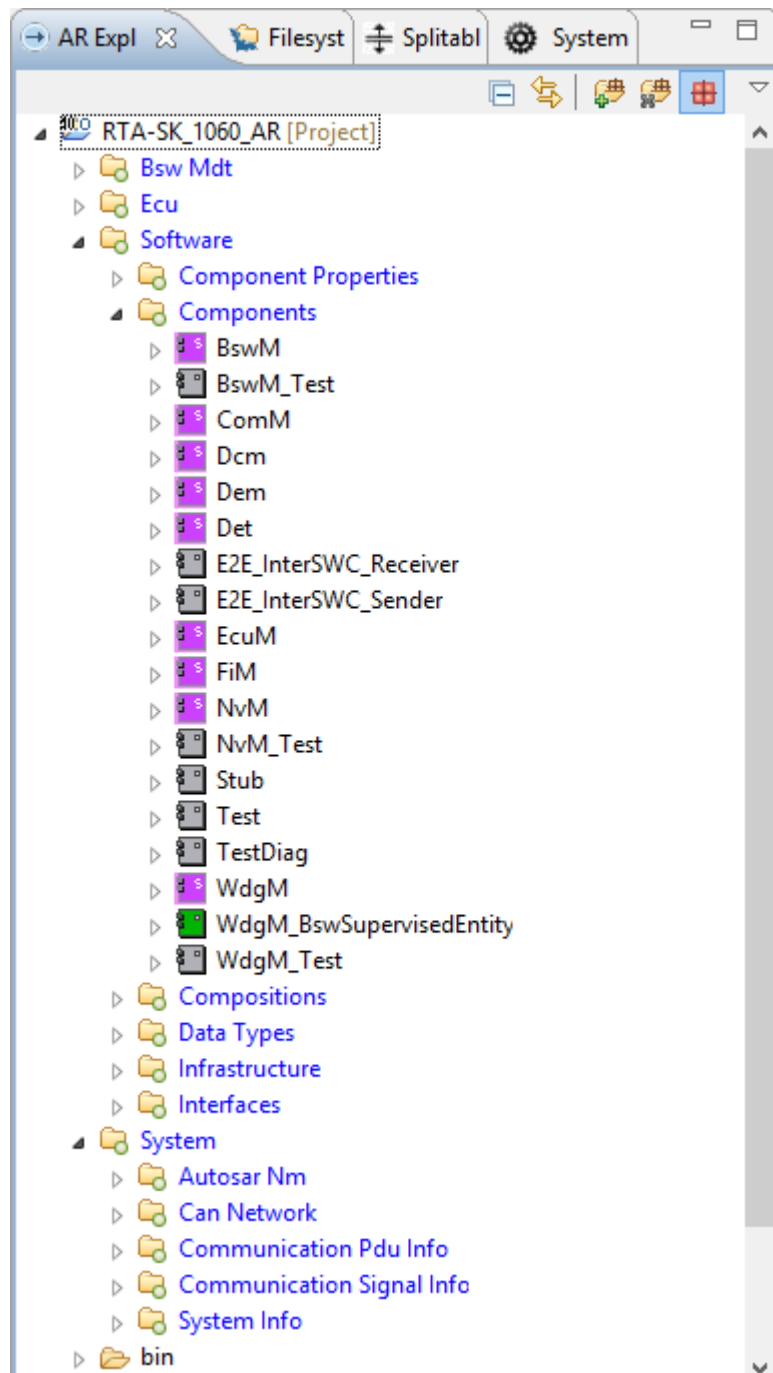 AR Expl Filesyst Splitabl System
RTA-SK_1060_AR [Project]
Bsw Mdt
Ecu
Software
Component Properties
Components
BswM
BswM_Test
ComM
Dcm
Dem
Det
E2E_InterSWC_Receiver
E2E_InterSWC_Sender
EcuM
FiM
NvM
NvM_Test
Stub
Test
TestDiag
WdgM
WdgM_BswSupervisedEntity
WdgM_Test
Compositions
Data Types
Infrastructure
Interfaces
System
Autosar Nm
Can Network
Communication Pdu Info
Communication Signal Info
System Info
bin